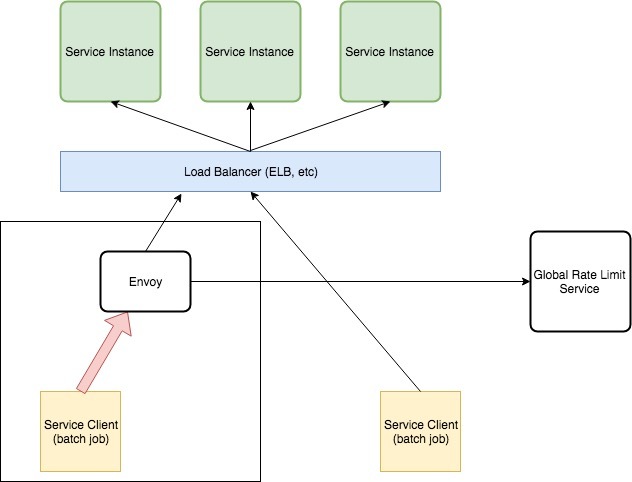 Service Instance
Service Instance
Service Instance
Load Balancer (ELB, etc)
Envoy
Global Rate Limit
Service
Service Client
(batch job)
Service Client
(batch job)